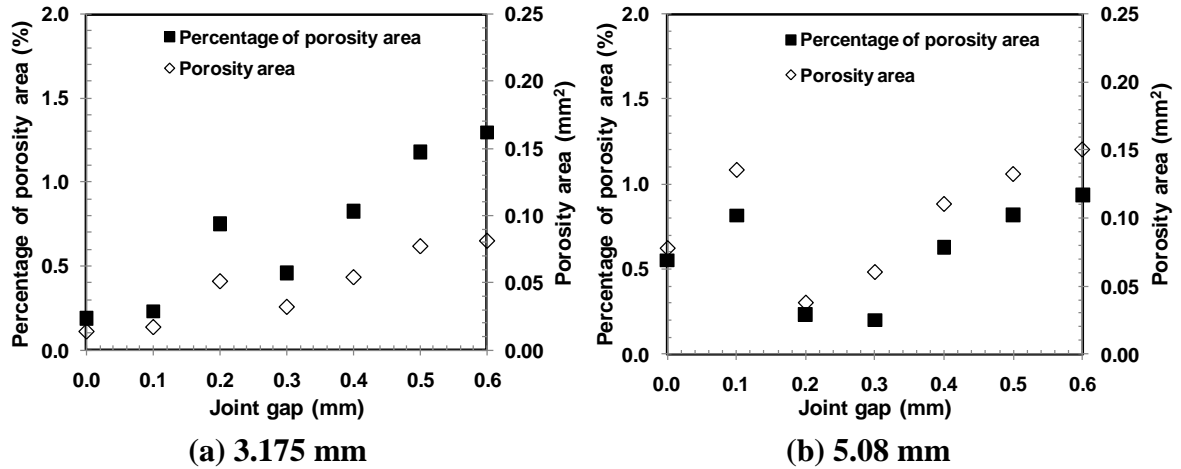 Percentage of porosity area (%)
2.0
1.5
1.0
0.5
0.0
Percentage of porosity area
Porosity area
0.25
0.20
0.15
0.10
0.05
0.00
Porosity area (mm²)
0.0 0.1 0.2 0.3 0.4 0.5 0.6
Joint gap (mm)
(a) 3.175 mm
Percentage of porosity area (%)
2.0
1.5
1.0
0.5
0.0
Percentage of porosity area
Porosity area
0.25
0.20
0.15
0.10
0.05
0.00
Porosity area (mm²)
0.0 0.1 0.2 0.3 0.4 0.5 0.6
Joint gap (mm)
(b) 5.08 mm